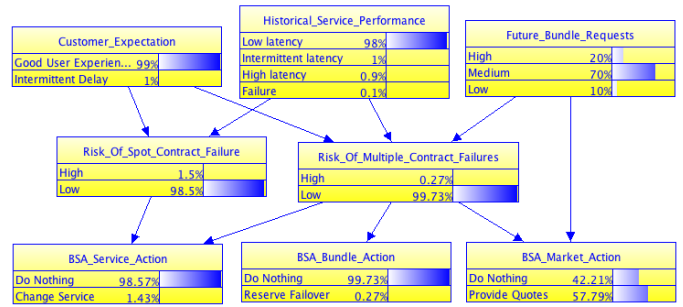 Customer_Expectation
Good User Experien... 99%
Intermittent Delay 1%
Historical_Service_Performance
Low latency 98%
Intermittent latency 1%
High latency 0.9%
Failure 0.1%
Future_Bundle_Requests
High 20%
Medium 70%
Low 10%
Risk_Of_Spot_Contract_Failure
High 1.5%
Low 98.5%
Risk_Of_Multiple_Contract_Failures
High 0.27%
Low 99.73%
BSA_Service_Action
Do Nothing 98.57%
Change Service 1.43%
BSA_Bundle_Action
Do Nothing 99.73%
Reserve Failover 0.27%
BSA_Market_Action
Do Nothing 42.21%
Provide Quotes 57.79%